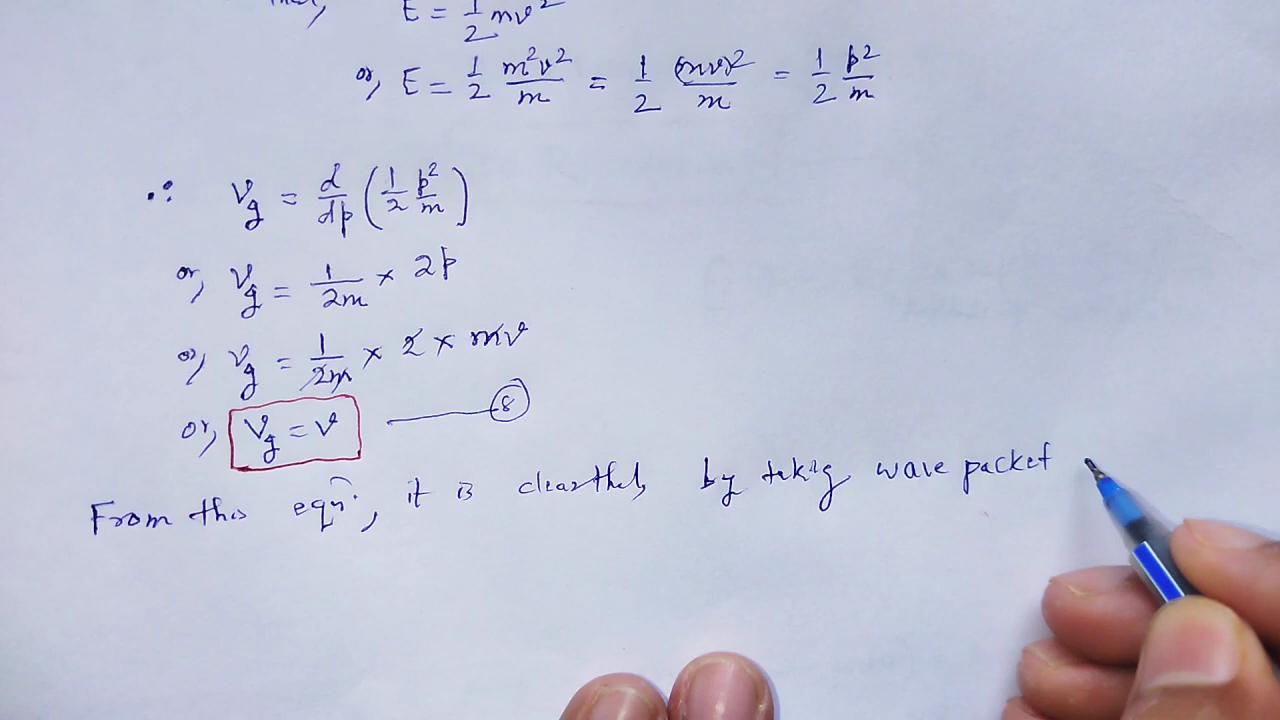 E = 1/2 mv²
or, E = 1/2 m²v²/m = 1/2 (mv)²/m = 1/2 p²/m
∴ Vg = d/dp (1/2 p²/m)
or, Vg = 1/2m × 2p
or, Vg = 1/2m × 2 × mv
or, Vg = v ——— 8
From this eqn., it is clear that, by taking wave packet